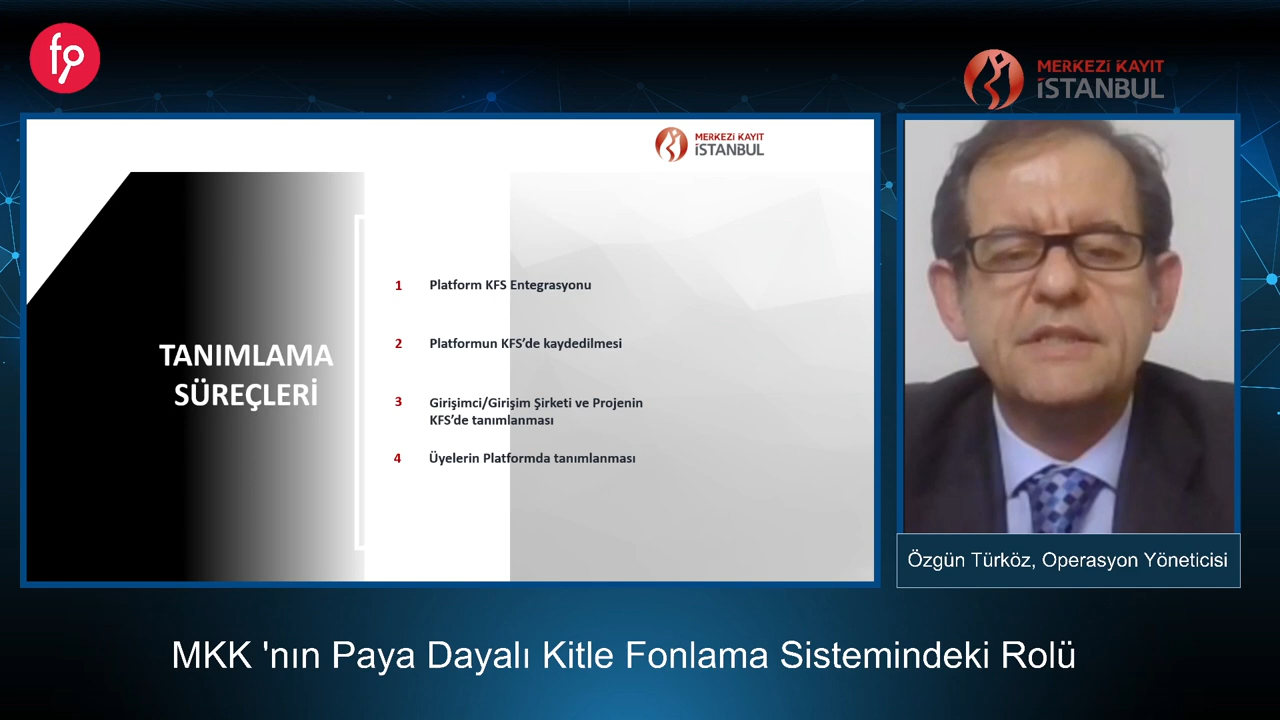 fo
MERKEZİ KAYIT
İSTANBUL
MERKEZİ KAYIT
İSTANBUL
TANIMLAMA
SÜREÇLERİ
1 Platform KFS Entegrasyonu
2 Platformun KFS’de kaydedilmesi
3 Girişimci/Girişim Şirketi ve Projenin
KFS’de tanımlanması
4 Üyelerin Platformda tanımlanması
Özgün Türköz, Operasyon Yöneticisi
MKK 'nın Paya Dayalı Kitle Fonlama Sistemindeki Rolü